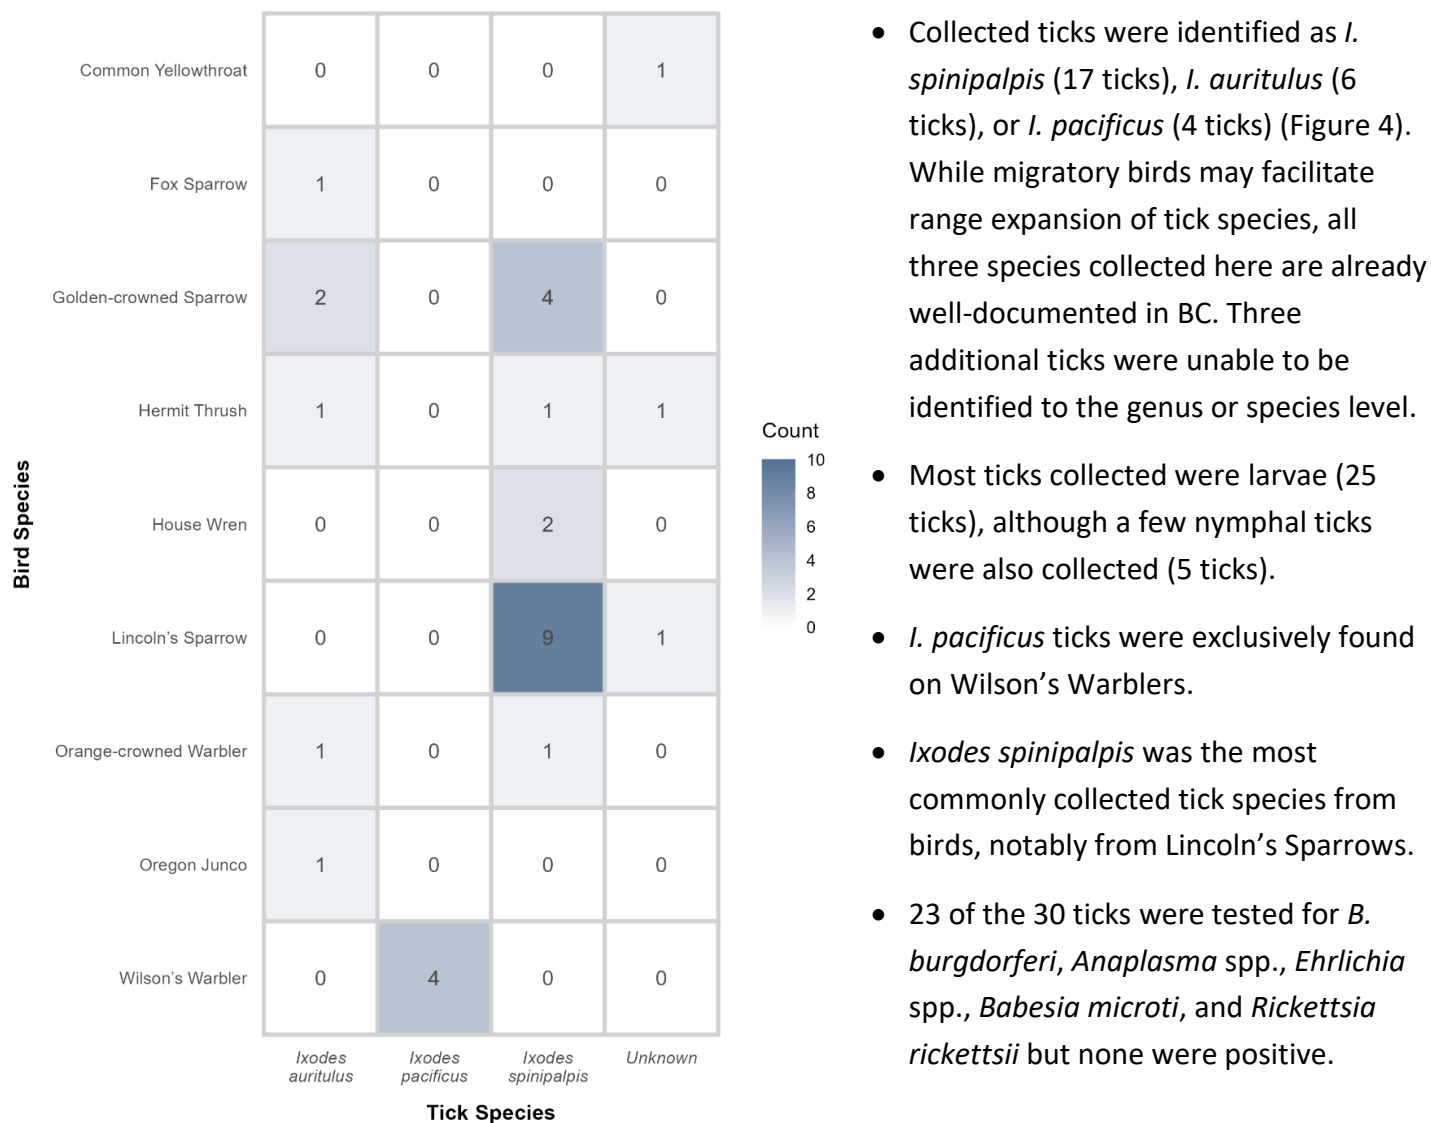 Common Yellowthroat 0 0 0 1
Fox Sparrow 1 0 0 0
Golden-crowned Sparrow 2 0 4 0
Hermit Thrush 1 0 1 1
House Wren 0 0 2 0
Lincoln's Sparrow 0 0 9 1
Orange-crowned Warbler 1 0 1 0
Oregon Junco 1 0 0 0
Wilson's Warbler 0 4 0 0
Bird Species
Ixodes auritulus
Ixodes pacificus
Ixodes spinipalpis
Unknown
Tick Species
Count
10
8
6
4
2
0
• Collected ticks were identified as I.
spinipalpis (17 ticks), I. auritulus (6
ticks), or I. pacificus (4 ticks) (Figure 4).
While migratory birds may facilitate
range expansion of tick species, all
three species collected here are already
well-documented in BC. Three
additional ticks were unable to be
identified to the genus or species level.
• Most ticks collected were larvae (25
ticks), although a few nymphal ticks
were also collected (5 ticks).
• I. pacificus ticks were exclusively found
on Wilson's Warblers.
• Ixodes spinipalpis was the most
commonly collected tick species from
birds, notably from Lincoln's Sparrows.
• 23 of the 30 ticks were tested for B.
burgdorferi, Anaplasma spp., Ehrlichia
spp., Babesia microti, and Rickettsia
rickettsii but none were positive.